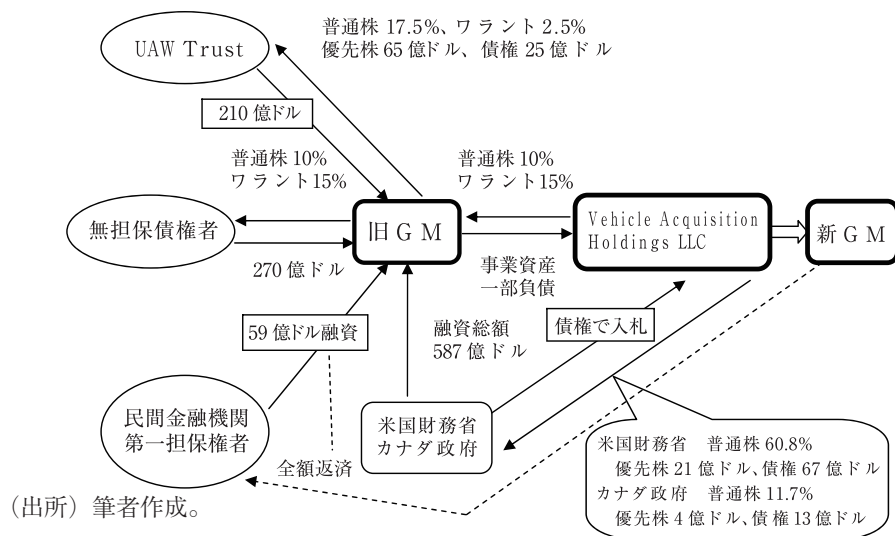 普通株 17.5%、ワラント 2.5%
優先株 65 億ドル、債権 25 億ドル
UAW Trust
210 億ドル
普通株 10%
ワラント 15%
普通株 10%
ワラント 15%
無担保債権者
旧 G M
Vehicle Acquisition
Holdings LLC
新 G M
270 億ドル
事業資産
一部負債
59 億ドル融資
融資総額
587 億ドル
債権で入札
民間金融機関
第一担保権者
米国財務省
カナダ政府
全額返済
米国財務省 普通株 60.8%
優先株 21 億ドル、債権 67 億ドル
カナダ政府 普通株 11.7%
優先株 4 億ドル、債権 13 億ドル
（出所）筆者作成。